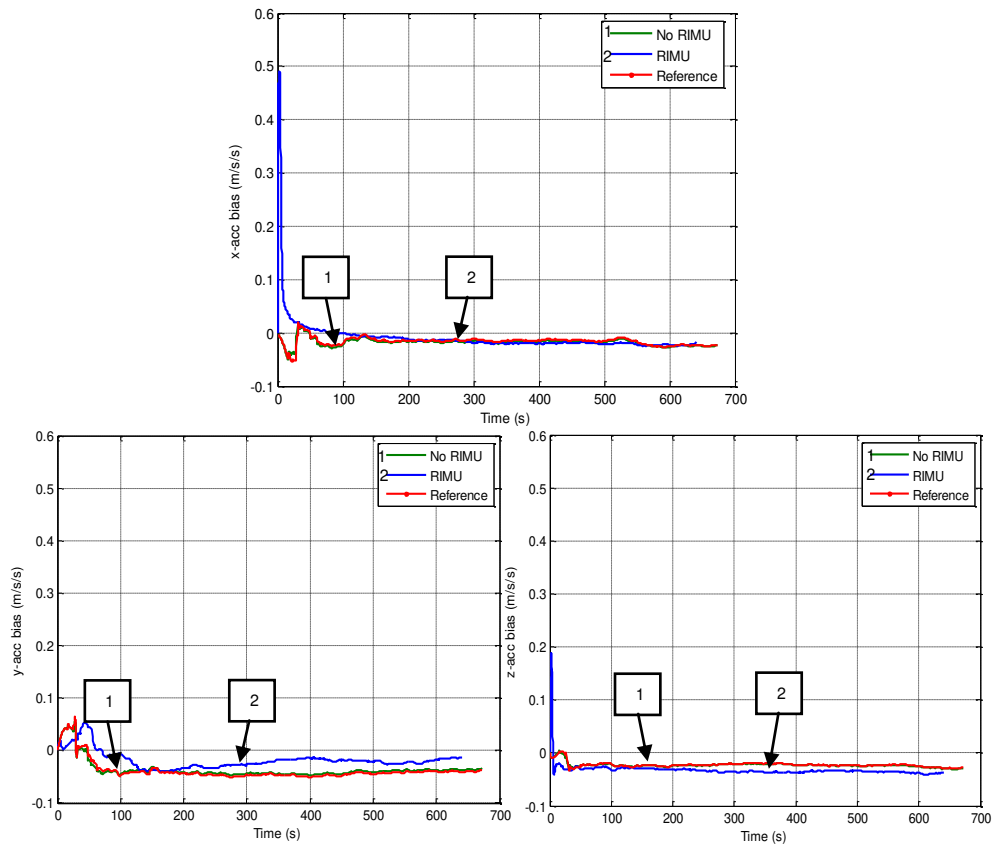 0.6
0.5
0.4
0.3
0.2
0.1
0
-0.1
x-acc bias (m/s/s)
1 No RIMU
2 RIMU
Reference
1
2
0 100 200 300 400 500 600 700
Time (s)
0.6
0.5
0.4
0.3
0.2
0.1
0
-0.1
y-acc bias (m/s/s)
1 No RIMU
2 RIMU
Reference
1
2
0 100 200 300 400 500 600 700
Time (s)
0.6
0.5
0.4
0.3
0.2
0.1
0
-0.1
z-acc bias (m/s/s)
1 No RIMU
2 RIMU
Reference
1
2
0 100 200 300 400 500 600 700
Time (s)